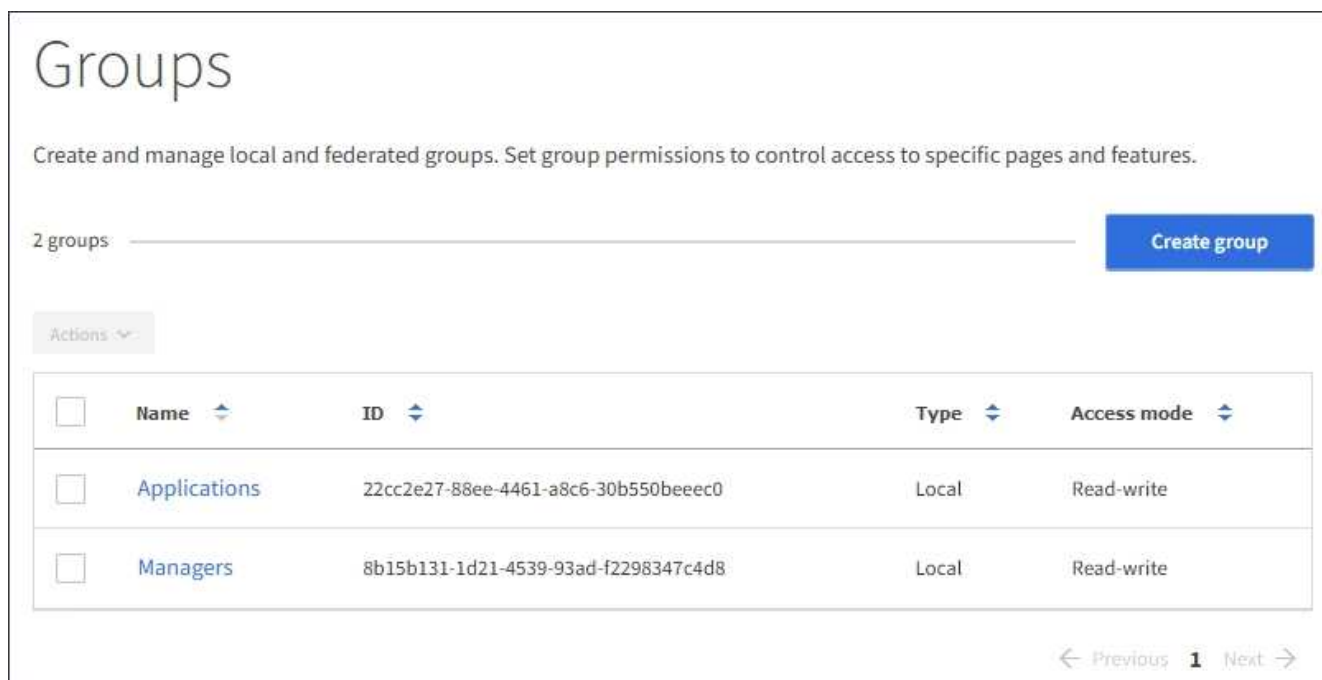 Groups
Create and manage local and federated groups. Set group permissions to control access to specific pages and features.
2 groups Create group
Actions
Name ID Type Access mode
Applications 22cc2e27-88ee-4461-a8c6-30b550beeec0 Local Read-write
Managers 8b15b131-1d21-4539-93ad-f2298347c4d8 Local Read-write
← Previous 1 Next →